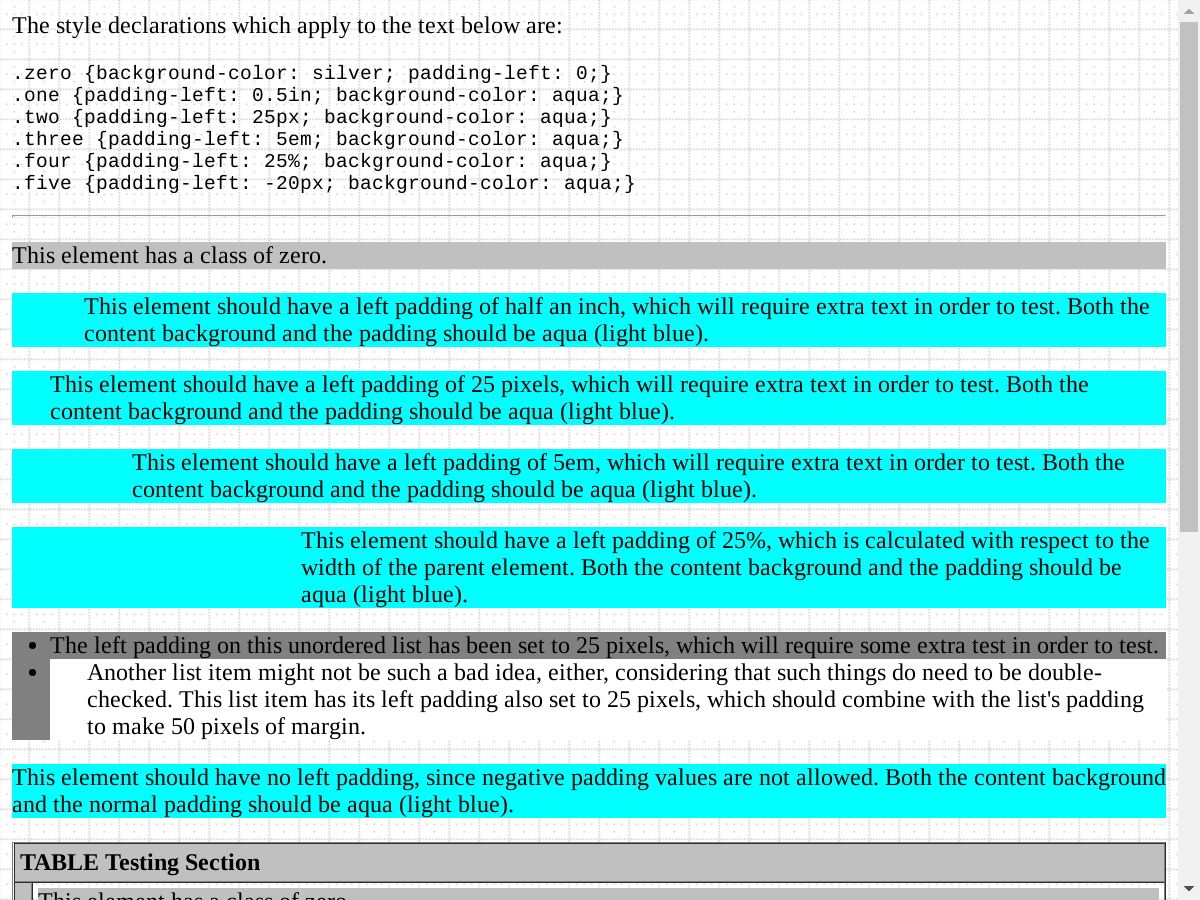 The style declarations which apply to the text below are:
.zero {background-color: silver; padding-left: 0;}
.one {padding-left: 0.5in; background-color: aqua;}
.two {padding-left: 25px; background-color: aqua;}
.three {padding-left: 5em; background-color: aqua;}
.four {padding-left: 25%; background-color: aqua;}
.five {padding-left: -20px; background-color: aqua;}
This element has a class of zero.
This element should have a left padding of half an inch, which will require extra text in order to test. Both the
content background and the padding should be aqua (light blue).
This element should have a left padding of 25 pixels, which will require extra text in order to test. Both the
content background and the padding should be aqua (light blue).
This element should have a left padding of 5em, which will require extra text in order to test. Both the
content background and the padding should be aqua (light blue).
This element should have a left padding of 25%, which is calculated with respect to the
width of the parent element. Both the content background and the padding should be
aqua (light blue).
• The left padding on this unordered list has been set to 25 pixels, which will require some extra test in order to test.
• Another list item might not be such a bad idea, either, considering that such things do need to be double-
checked. This list item has its left padding also set to 25 pixels, which should combine with the list's padding
to make 50 pixels of margin.
This element should have no left padding, since negative padding values are not allowed. Both the content background
and the normal padding should be aqua (light blue).
TABLE Testing Section
This element has a class of zero.